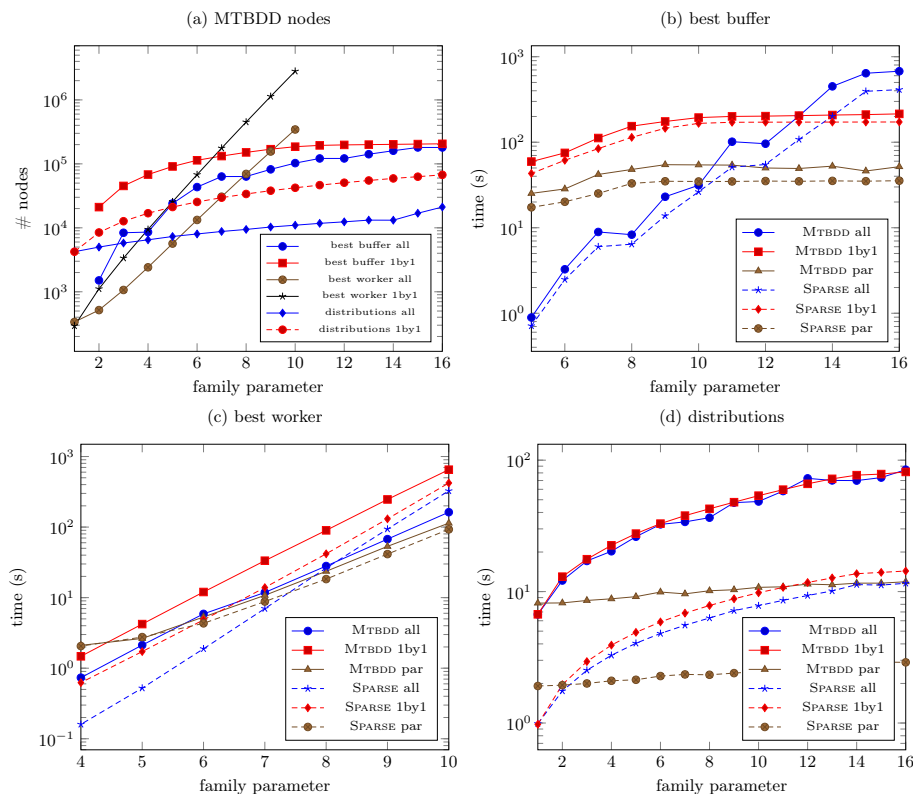 (a) MTBDD nodes
# nodes
10^6
10^5
10^4
10^3
2 4 6 8 10 12 14 16
family parameter
best buffer all
best buffer 1by1
best worker all
best worker 1by1
distributions all
distributions 1by1
(b) best buffer
time (s)
10^3
10^2
10^1
10^0
6 8 10 12 14 16
family parameter
MTBDD all
MTBDD 1by1
MTBDD par
SPARSE all
SPARSE 1by1
SPARSE par
(c) best worker
time (s)
10^3
10^2
10^1
10^0
10^-1
4 5 6 7 8 9 10
family parameter
MTBDD all
MTBDD 1by1
MTBDD par
SPARSE all
SPARSE 1by1
SPARSE par
(d) distributions
time (s)
10^2
10^1
10^0
2 4 6 8 10 12 14 16
family parameter
MTBDD all
MTBDD 1by1
MTBDD par
SPARSE all
SPARSE 1by1
SPARSE par